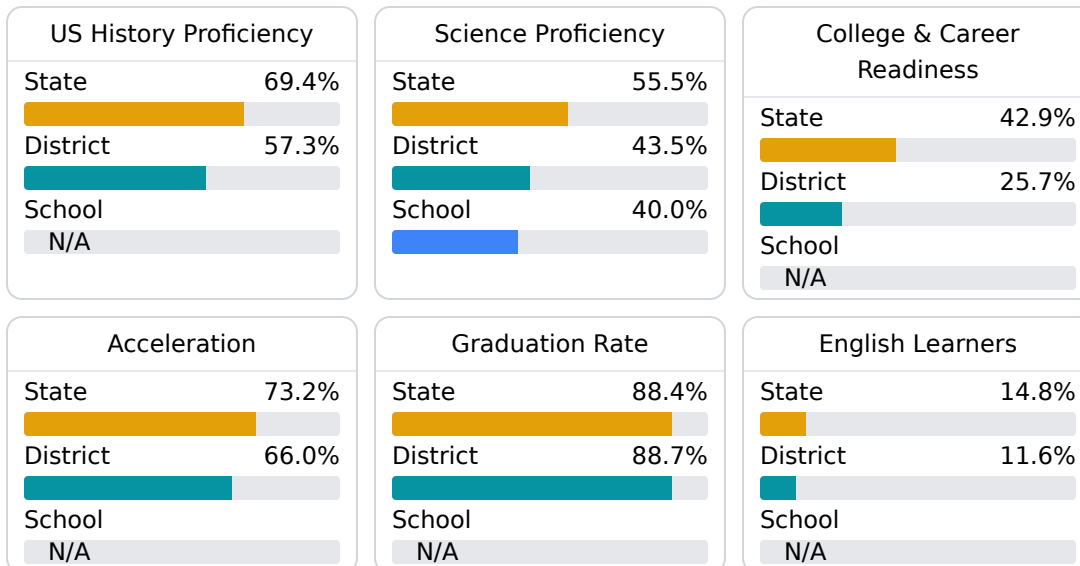 US History Proficiency
State 69.4%
District 57.3%
School
N/A
Science Proficiency
State 55.5%
District 43.5%
School 40.0%
College & Career
Readiness
State 42.9%
District 25.7%
School
N/A
Acceleration
State 73.2%
District 66.0%
School
N/A
Graduation Rate
State 88.4%
District 88.7%
School
N/A
English Learners
State 14.8%
District 11.6%
School
N/A